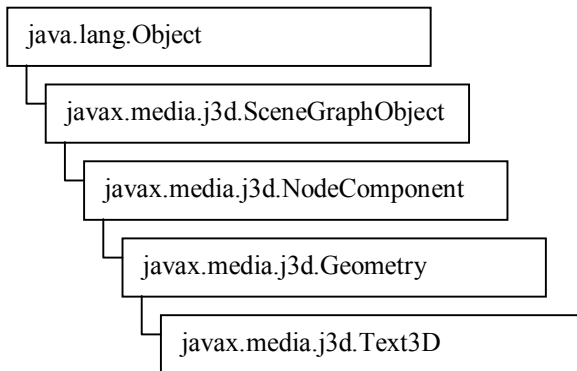 java.lang.Object
javax.media.j3d.SceneGraphObject
javax.media.j3d.NodeComponent
javax.media.j3d.Geometry
javax.media.j3d.Text3D